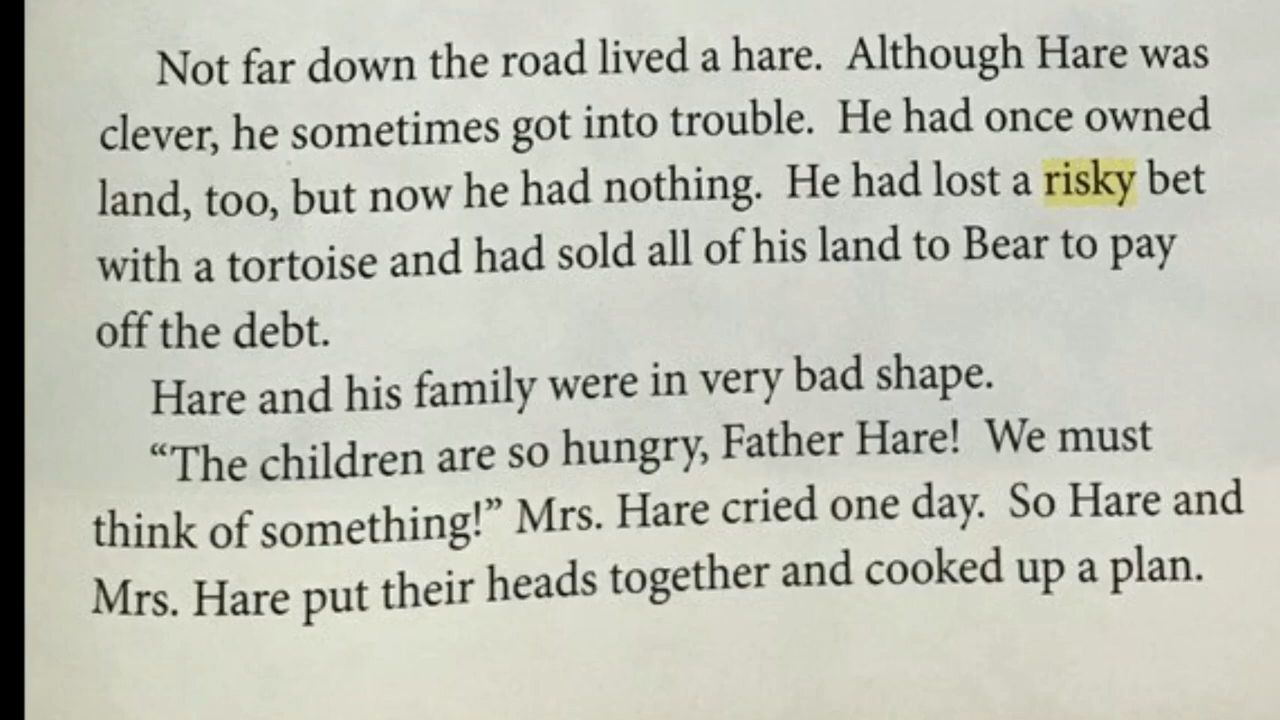 Not far down the road lived a hare. Although Hare was
clever, he sometimes got into trouble. He had once owned
land, too, but now he had nothing. He had lost a risky bet
with a tortoise and had sold all of his land to Bear to pay
off the debt.
Hare and his family were in very bad shape.
“The children are so hungry, Father Hare! We must
think of something!” Mrs. Hare cried one day. So Hare and
Mrs. Hare put their heads together and cooked up a plan.